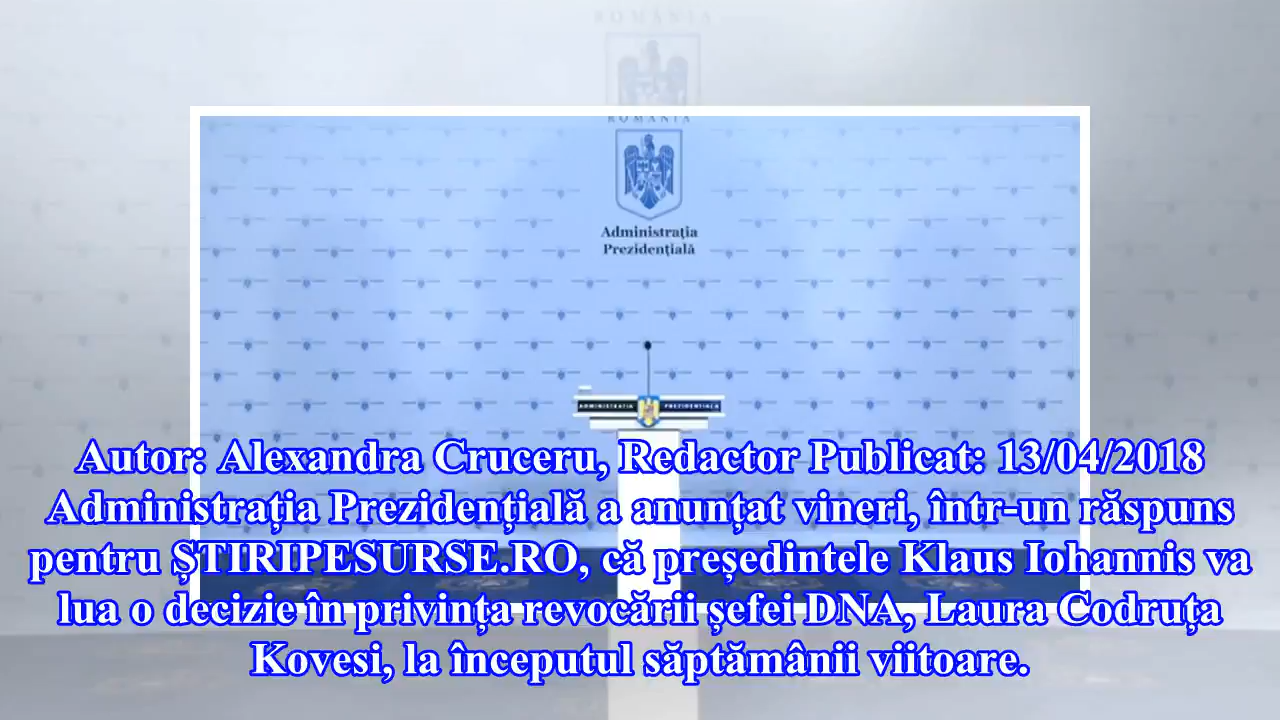 ROMÂNIA
ROMÂNIA
Administrația
Prezidențială
ADMINISTRAȚIA PREZIDENȚIALĂ
Autor: Alexandra Cruceru, Redactor Publicat: 13/04/2018
Administrația Prezidențială a anunțat vineri, într-un răspuns
pentru ȘTIRIPESURSE.RO, că președintele Klaus Iohannis va
lua o decizie în privința revocării șefei DNA, Laura Codruța
Kovesi, la începutul săptămânii viitoare.